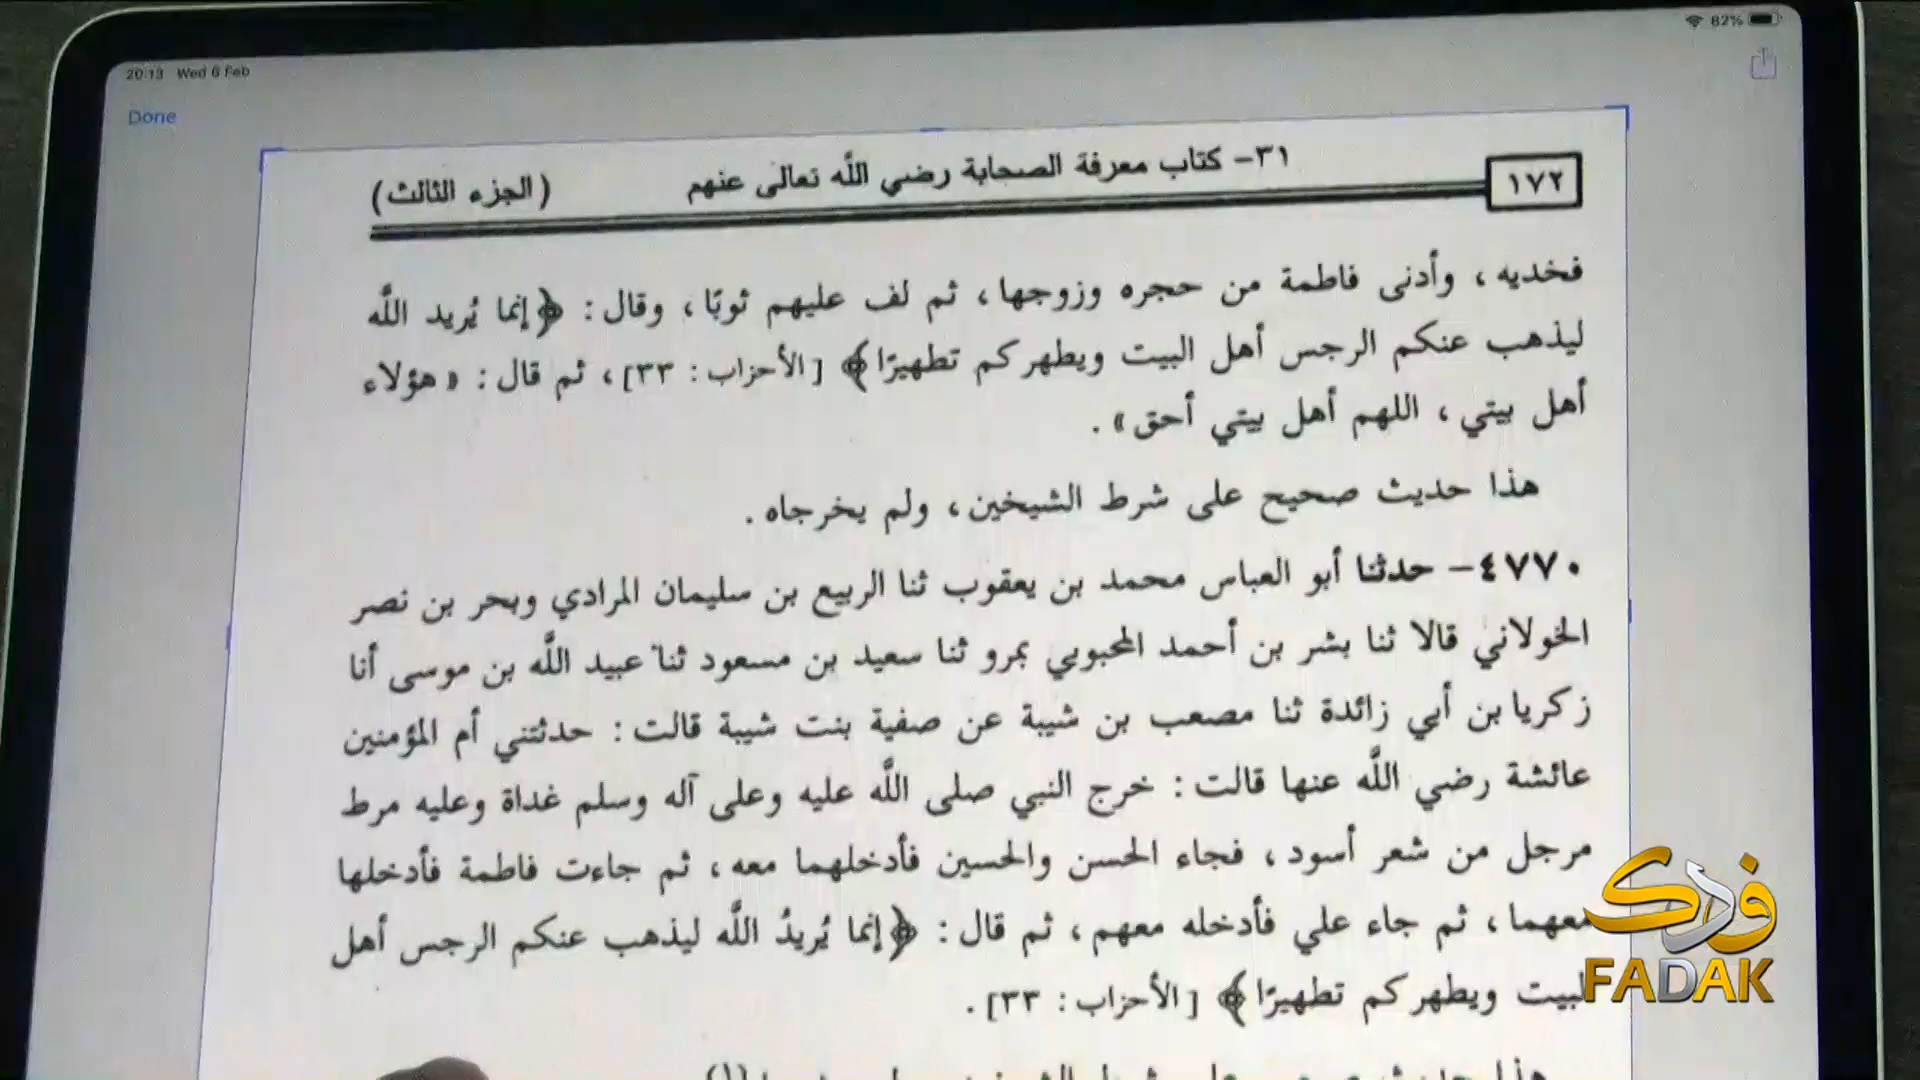 20:13 Wed 6 Feb
82%
Done
١٧٢
٣١- كتاب معرفة الصحابة رضي الله تعالى عنهم
(الجزء الثالث)
فخديه، وأدنى فاطمة من حجره وزوجها، ثم لف عليهم ثوبًا، وقال: ﴿إنما يُريد الله
ليذهب عنكم الرجس أهل البيت ويطهركم تطهيرًا﴾ [الأحزاب: ٣٣]، ثم قال: «هؤلاء
أهل بيتي، اللهم أهل بيتي أحق».
هذا حديث صحيح على شرط الشيخين، ولم يخرجاه.
٤٧٧٠- حدثنا أبو العباس محمد بن يعقوب ثنا الربيع بن سليمان المرادي وبحر بن نصر
الخولاني قالا ثنا بشر بن أحمد المحبوبي بمرو ثنا سعيد بن مسعود ثنا عبيد الله بن موسى أنا
زكريا بن أبي زائدة ثنا مصعب بن شيبة عن صفية بنت شيبة قالت: حدثتني أم المؤمنين
عائشة رضي الله عنها قالت: خرج النبي صلى الله عليه وعلى آله وسلم غداة وعليه مرط
مرجل من شعر أسود، فجاء الحسن والحسين فأدخلهما معه، ثم جاءت فاطمة فأدخلها
معهما، ثم جاء علي فأدخله معهم، ثم قال: ﴿إنما يُريدُ الله ليذهب عنكم الرجس أهل
البيت ويطهركم تطهيرًا﴾ [الأحزاب: ٣٣].
فدك
FADAK